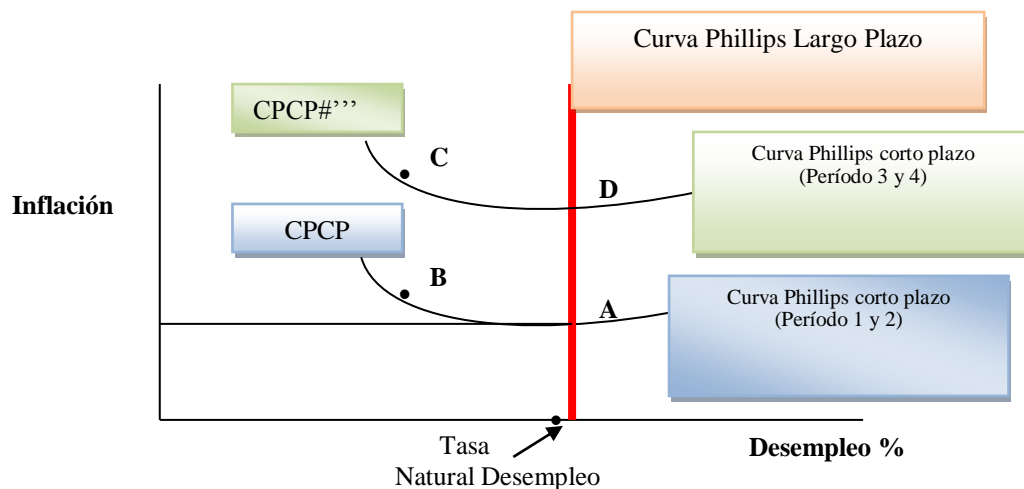 Curva Phillips Largo Plazo
CPCP#’’’
C
Curva Phillips corto plazo
(Período 3 y 4)
D
Inflación
CPCP
B
Curva Phillips corto plazo
(Período 1 y 2)
A
Tasa
Natural Desempleo
Desempleo %